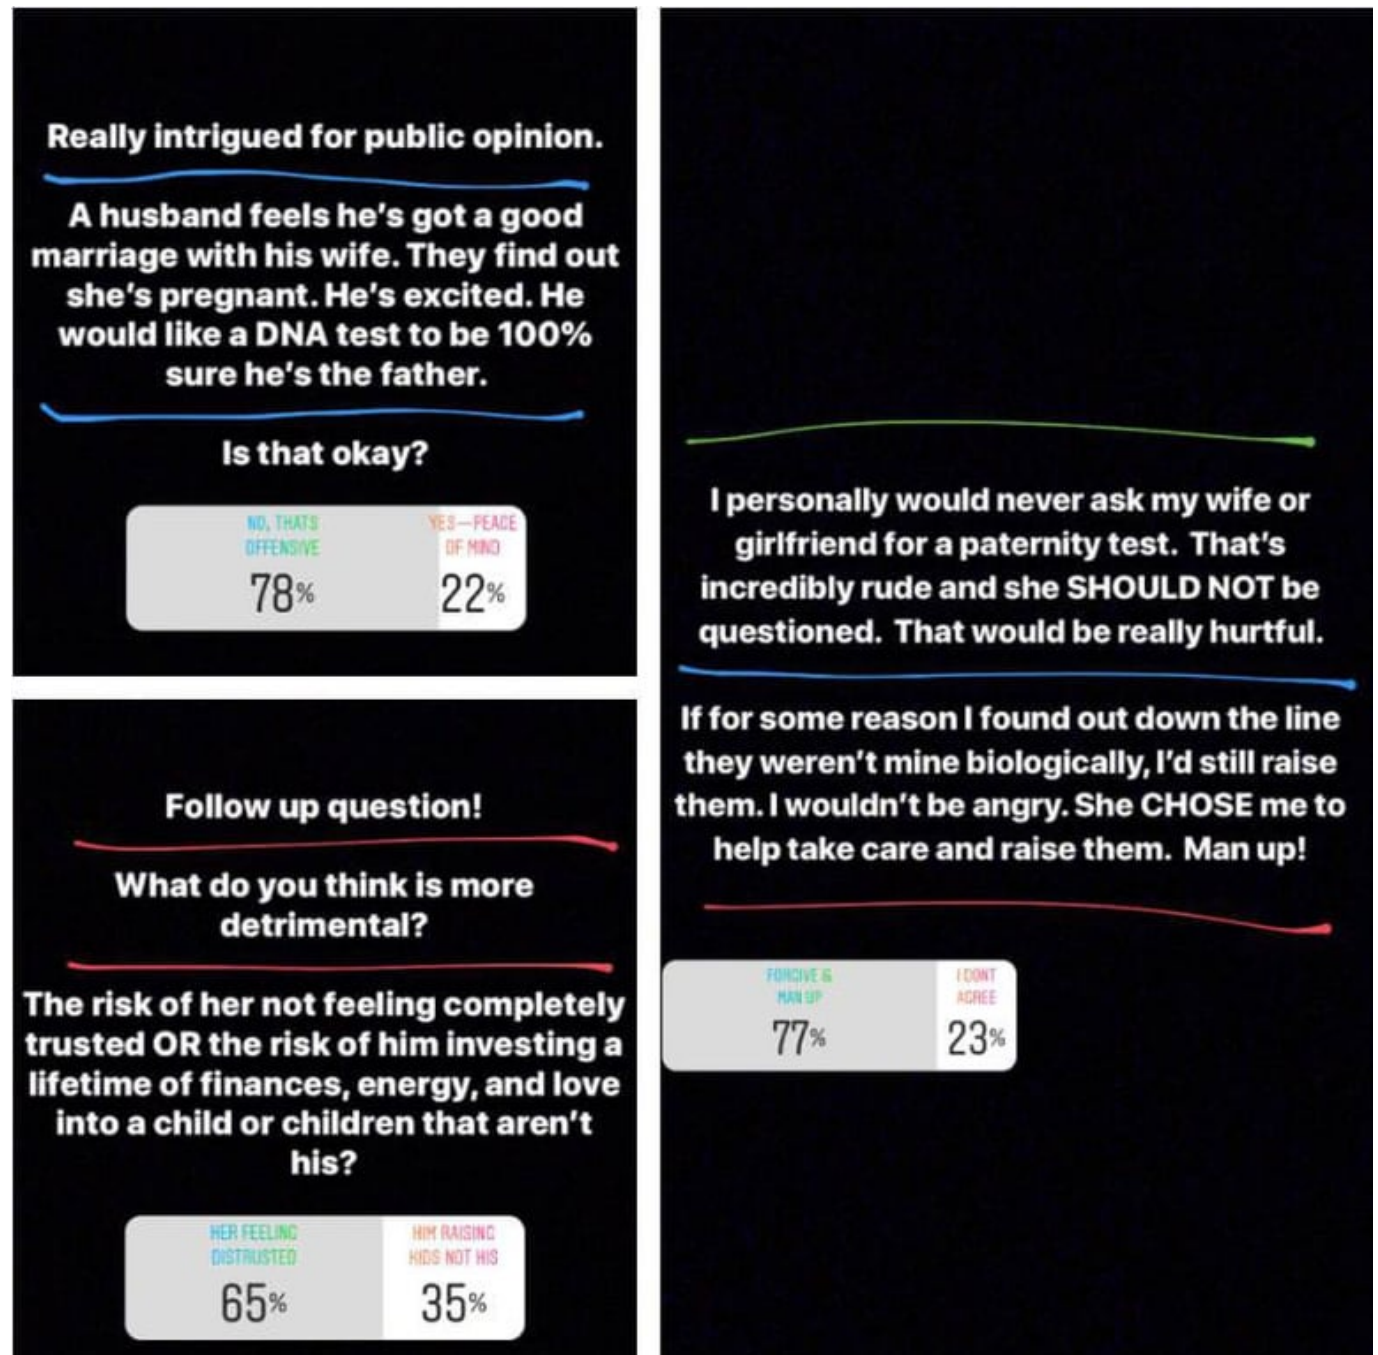 Really intrigued for public opinion.
A husband feels he's got a good
marriage with his wife. They find out
she's pregnant. He's excited. He
would like a DNA test to be 100%
sure he's the father.
Is that okay?
NO, THATS
OFFENSIVE
78%
YES—PEACE
OF MIND
22%
Follow up question!
What do you think is more
detrimental?
The risk of her not feeling completely
trusted OR the risk of him investing a
lifetime of finances, energy, and love
into a child or children that aren't
his?
HER FEELING
DISTRUSTED
65%
HIM RAISING
KIDS NOT HIS
35%
I personally would never ask my wife or
girlfriend for a paternity test. That's
incredibly rude and she SHOULD NOT be
questioned. That would be really hurtful.
If for some reason I found out down the line
they weren't mine biologically, I'd still raise
them. I wouldn't be angry. She CHOSE me to
help take care and raise them. Man up!
FORGIVE &
MAN UP
77%
I DONT
AGREE
23%